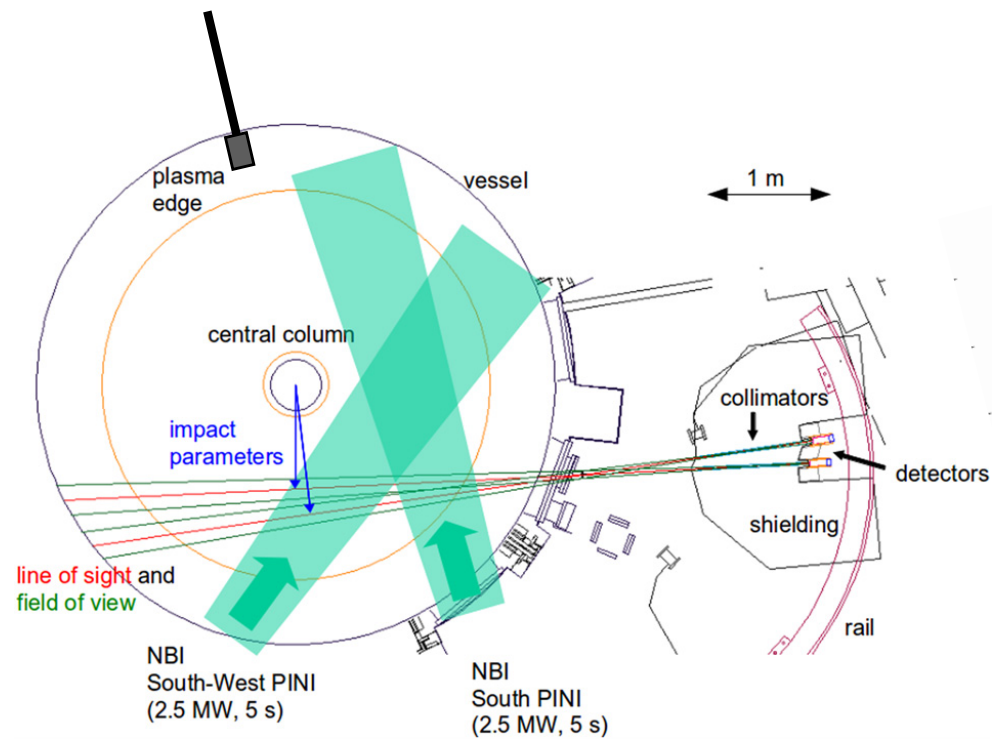 plasma
edge
vessel
1 m
central column
impact
parameters
collimators
detectors
shielding
line of sight and
field of view
rail
NBI
South-West PINI
(2.5 MW, 5 s)
NBI
South PINI
(2.5 MW, 5 s)